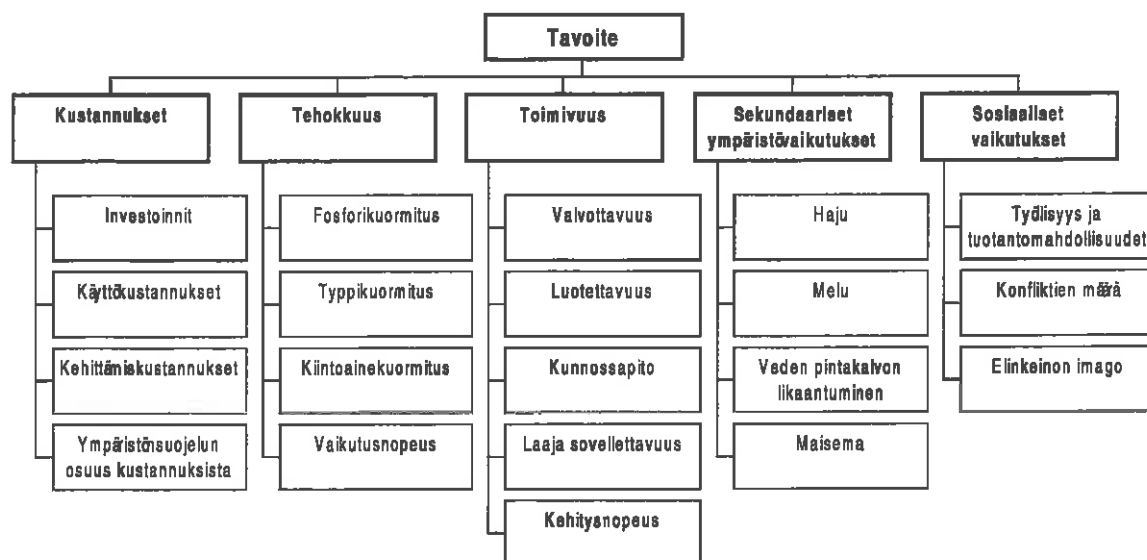 Tavoite
Kustannukset
Tehokkuus
Toimivuus
Sekundaariset
ympäristövaikutukset
Sosiaaliset
vaikutukset
Investoinnit
Käyttökustannukset
Kehittämiskustannukset
Ympäristönsuojelun
osuus kustannuksista
Fosforikuormitus
Typpikuormitus
Kiintoainekuormitus
Vaikutusnopeus
Valvottavuus
Luotettavuus
Kunnossapito
Laaja sovellettavuus
Kehitysnopeus
Haju
Melu
Veden pintakalvon
likaantuminen
Maisema
Työllisyys ja
tuotantomahdollisuudet
Konfliktien määrä
Elinkeinon imago